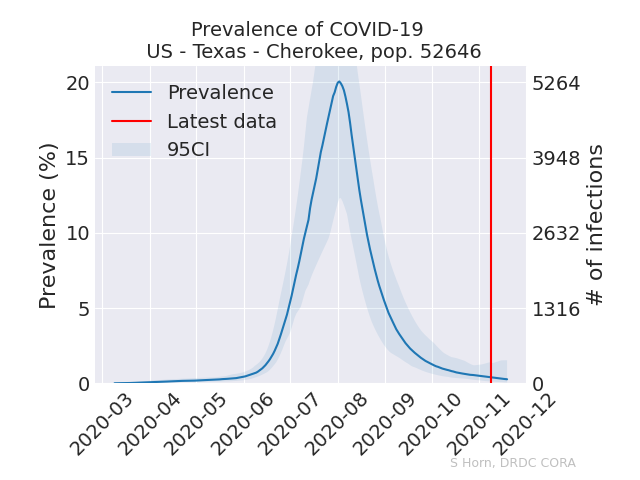 Prevalence of COVID-19
US - Texas - Cherokee, pop. 52646
Prevalence
Latest data
95CI
Prevalence (%)
20
15
10
5
0
5264
3948
2632
1316
0
# of infections
2020-03
2020-04
2020-05
2020-06
2020-07
2020-08
2020-09
2020-10
2020-11
2020-12
S Horn, DRDC CORA